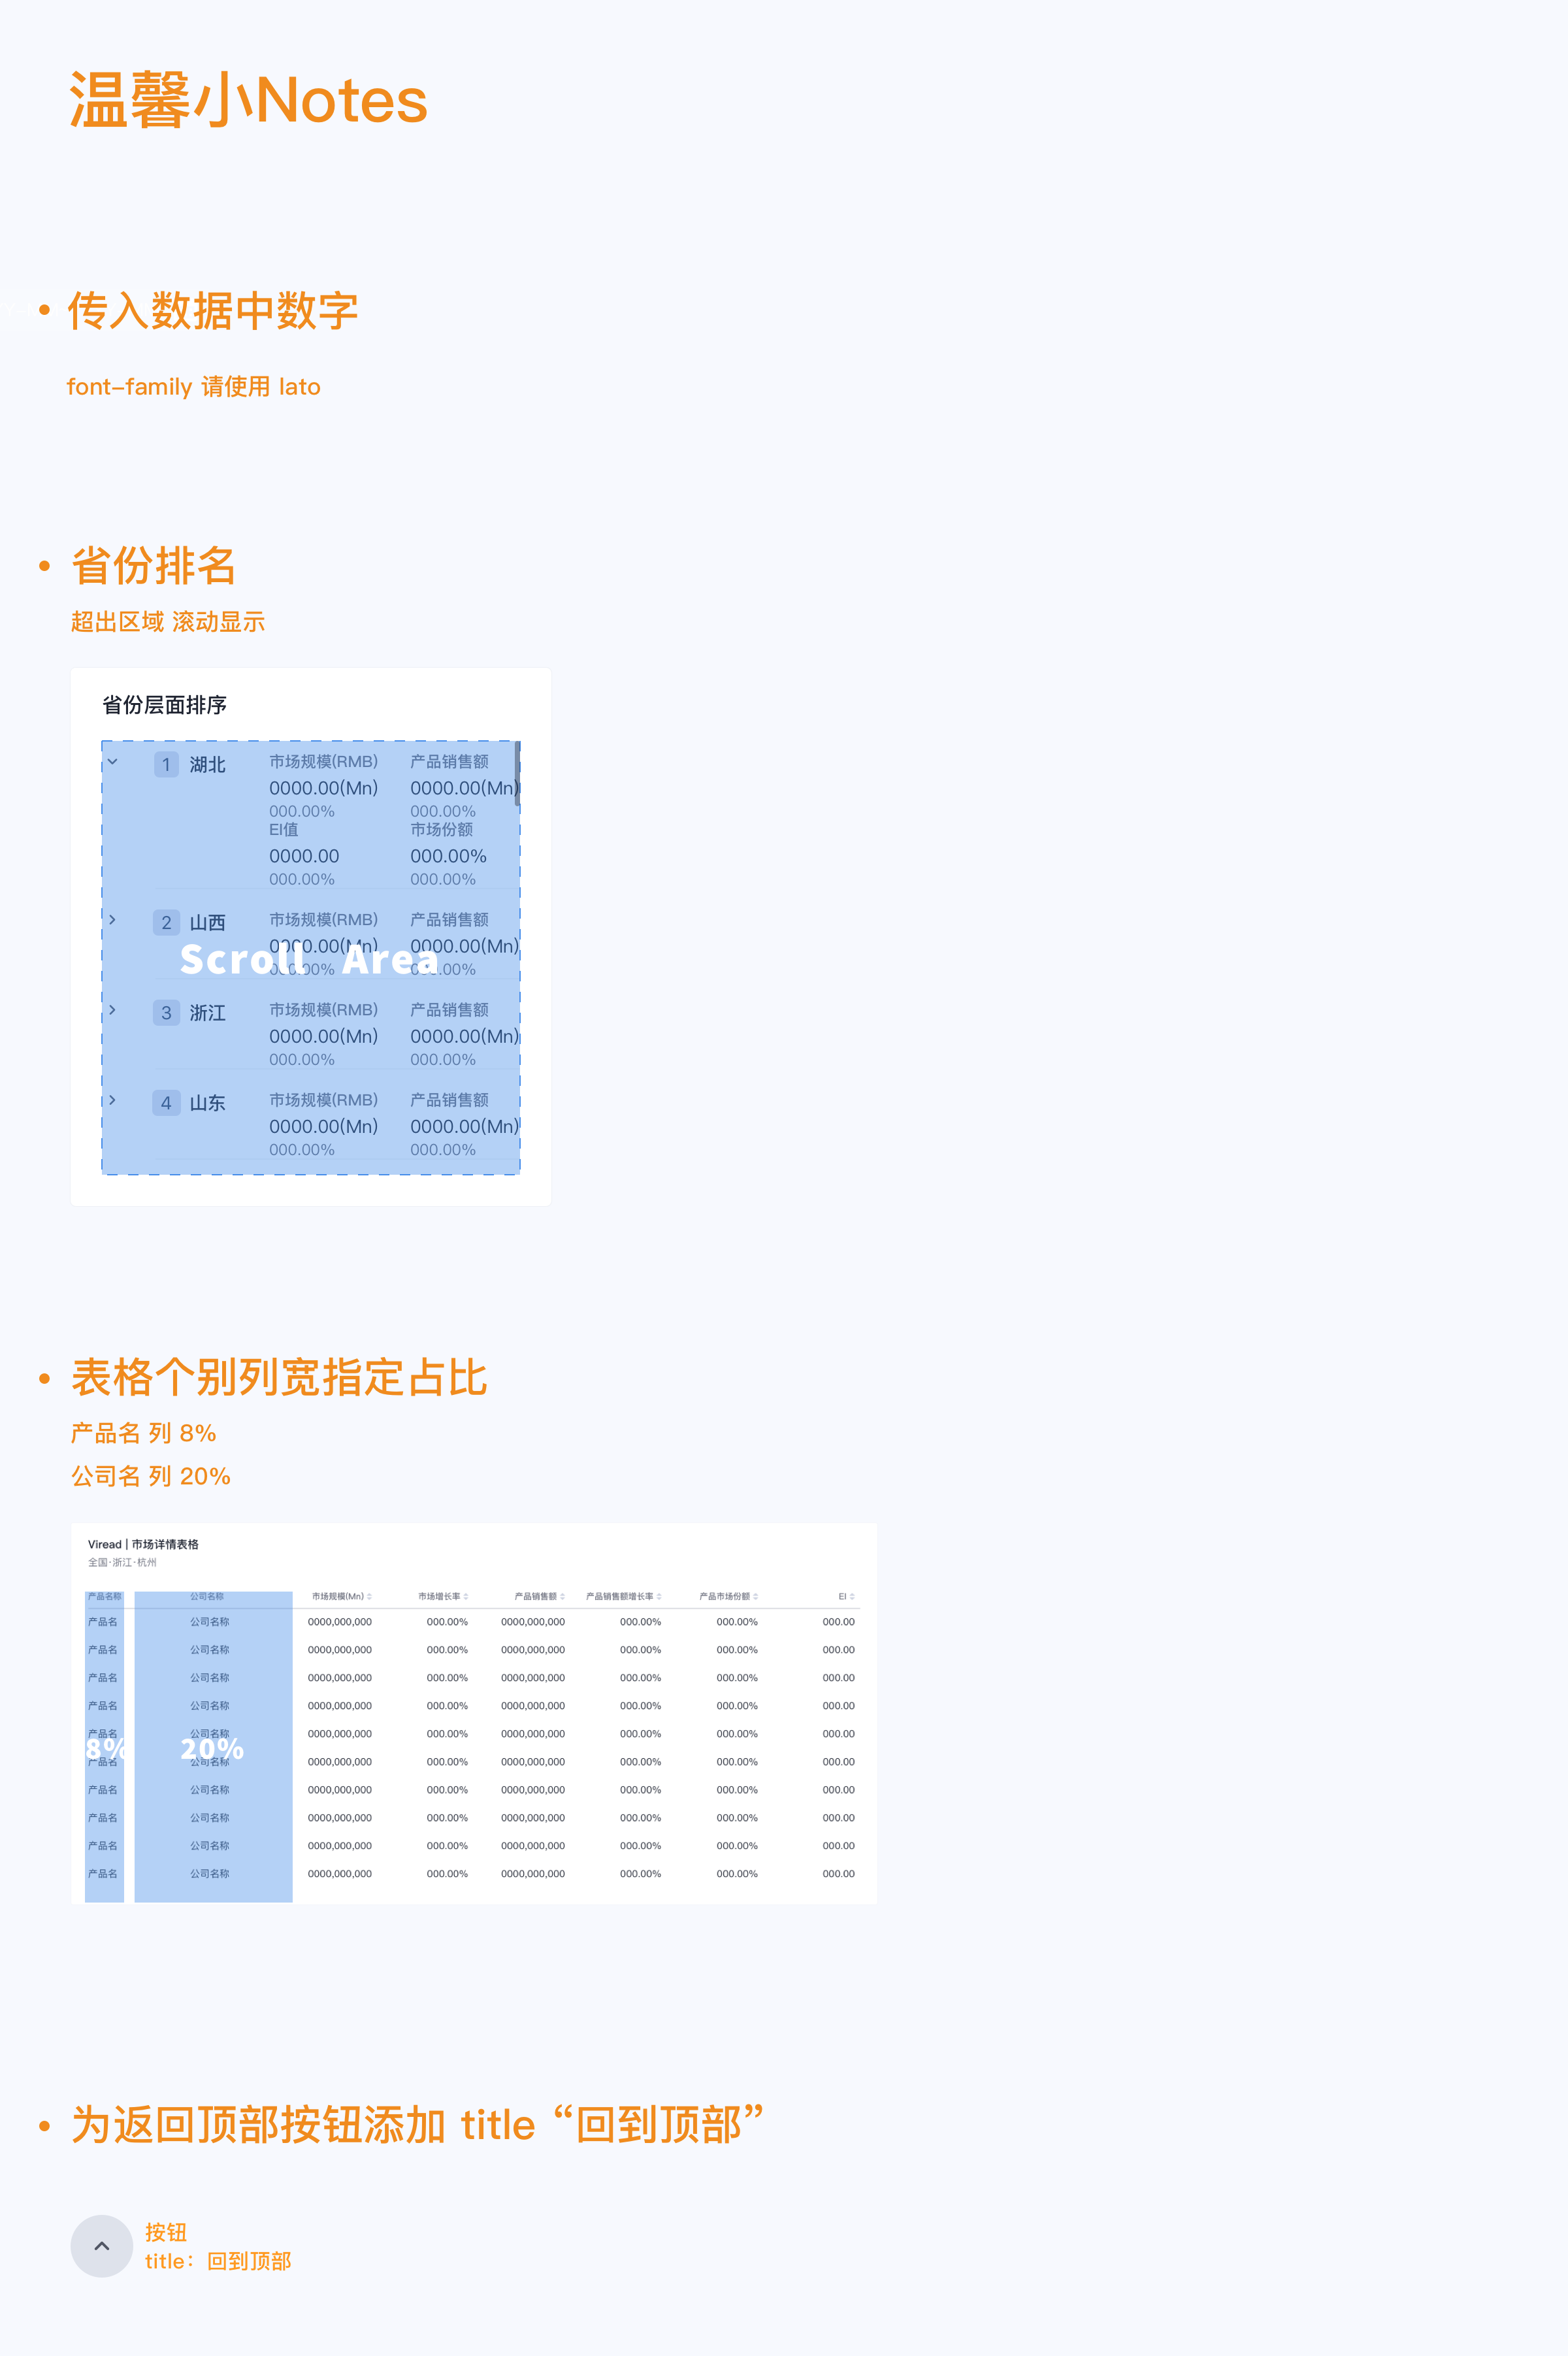 温馨小Notes
• 传入数据中数字
font-family 请使用 lato
• 省份排名
超出区域 滚动显示
省份层面排序
1 湖北 市场规模(RMB) 产品销售额
0000.00(Mn) 0000.00(Mn)
000.00% 000.00%
EI值 市场份额
0000.00 000.00%
000.00% 000.00%
2 山西 市场规模(RMB) 产品销售额
0000.00(Mn) 0000.00(Mn)
Scroll Area
000.00% 000.00%
3 浙江 市场规模(RMB) 产品销售额
0000.00(Mn) 0000.00(Mn)
000.00% 000.00%
4 山东 市场规模(RMB) 产品销售额
0000.00(Mn) 0000.00(Mn)
000.00% 000.00%
• 表格个别列宽指定占比
产品名 列 8%
公司名 列 20%
Viread | 市场详情表格
全国·浙江·杭州
产品名称 公司名称 市场规模(Mn) 市场增长率 产品销售额 产品销售额增长率 产品市场份额 EI
产品名 公司名称 0000,000,000 000.00% 0000,000,000 000.00% 000.00% 000.00
产品名 公司名称 0000,000,000 000.00% 0000,000,000 000.00% 000.00% 000.00
产品名 公司名称 0000,000,000 000.00% 0000,000,000 000.00% 000.00% 000.00
产品名 公司名称 0000,000,000 000.00% 0000,000,000 000.00% 000.00% 000.00
产品名 公司名称 0000,000,000 000.00% 0000,000,000 000.00% 000.00% 000.00
8% 20%
产品名 公司名称 0000,000,000 000.00% 0000,000,000 000.00% 000.00% 000.00
产品名 公司名称 0000,000,000 000.00% 0000,000,000 000.00% 000.00% 000.00
产品名 公司名称 0000,000,000 000.00% 0000,000,000 000.00% 000.00% 000.00
产品名 公司名称 0000,000,000 000.00% 0000,000,000 000.00% 000.00% 000.00
产品名 公司名称 0000,000,000 000.00% 0000,000,000 000.00% 000.00% 000.00
• 为返回顶部按钮添加 title “回到顶部”
按钮
title： 回到顶部